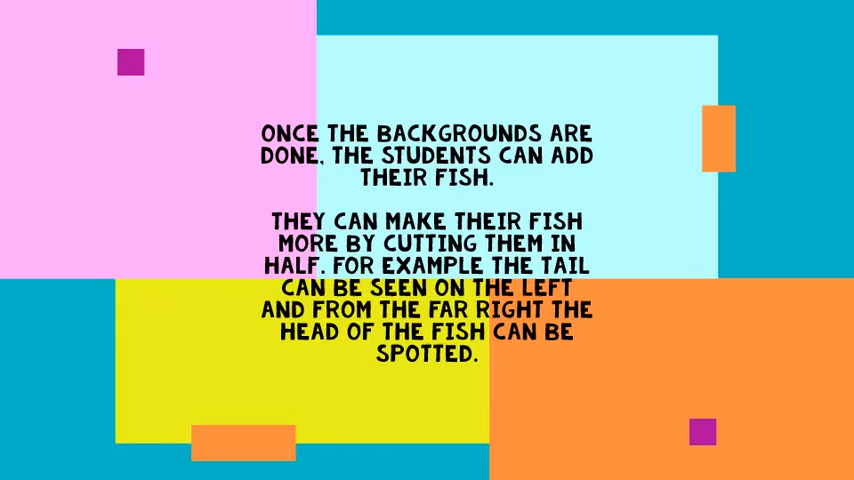 ONCE THE BACKGROUNDS ARE
DONE, THE STUDENTS CAN ADD
THEIR FISH.
THEY CAN MAKE THEIR FISH
MORE BY CUTTING THEM IN
HALF. FOR EXAMPLE THE TAIL
CAN BE SEEN ON THE LEFT
AND FROM THE FAR RIGHT THE
HEAD OF THE FISH CAN BE
SPOTTED.